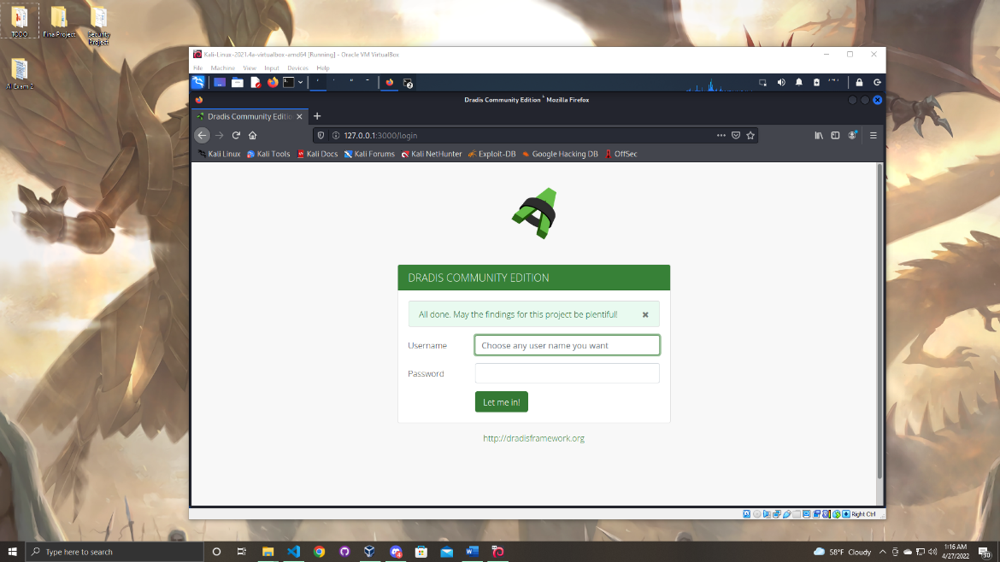 TODO
FinalProject
Security Project
AI Exam 2
Kali-Linux-2021.4a-virtualbox-amd64 [Running] - Oracle VM VirtualBox
File Machine View Input Devices Help
2
Dradis Community Edition - Mozilla Firefox
Dradis Community Editio
127.0.0.1:3000/login
Kali Linux Kali Tools Kali Docs Kali Forums Kali NetHunter Exploit-DB Google Hacking DB OffSec
DRADIS COMMUNITY EDITION
All done. May the findings for this project be plentiful!
Username Choose any user name you want
Password
Let me in!
http://dradisframework.org
Right Ctrl
Type here to search
4
58°F Cloudy
1:16 AM
4/27/2022
30